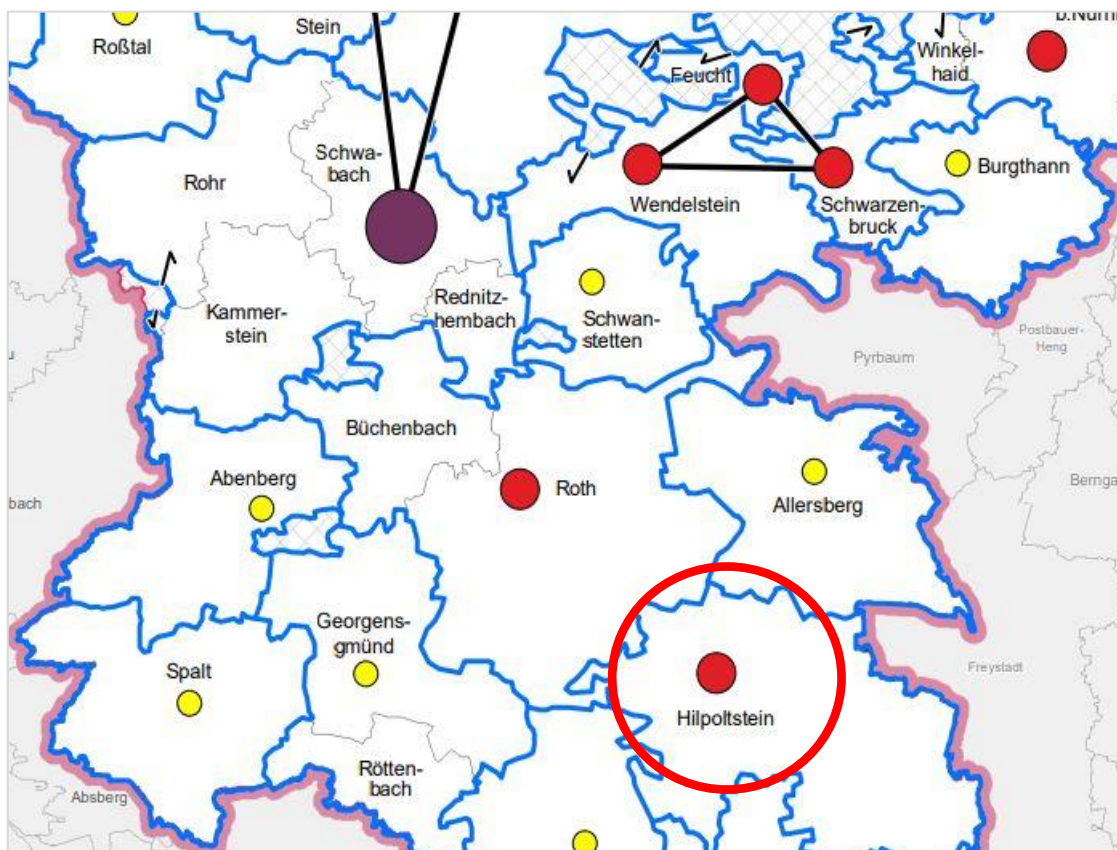 Roßtal
Stein
b.Nürn
Winkel-
haid
Feucht
Schwa-
bach
Rohr
Burgthann
Wendelstein
Schwarzen-
bruck
Kammer-
stein
Rednitz-
hembach
Schwan-
stetten
Postbauer-
Heng
Pyrbaum
Büchenbach
Abenberg
Roth
Allersberg
Bernga
bach
Georgens-
gmünd
Spalt
Freystadt
Hilpoltstein
Rötten-
bach
Absberg